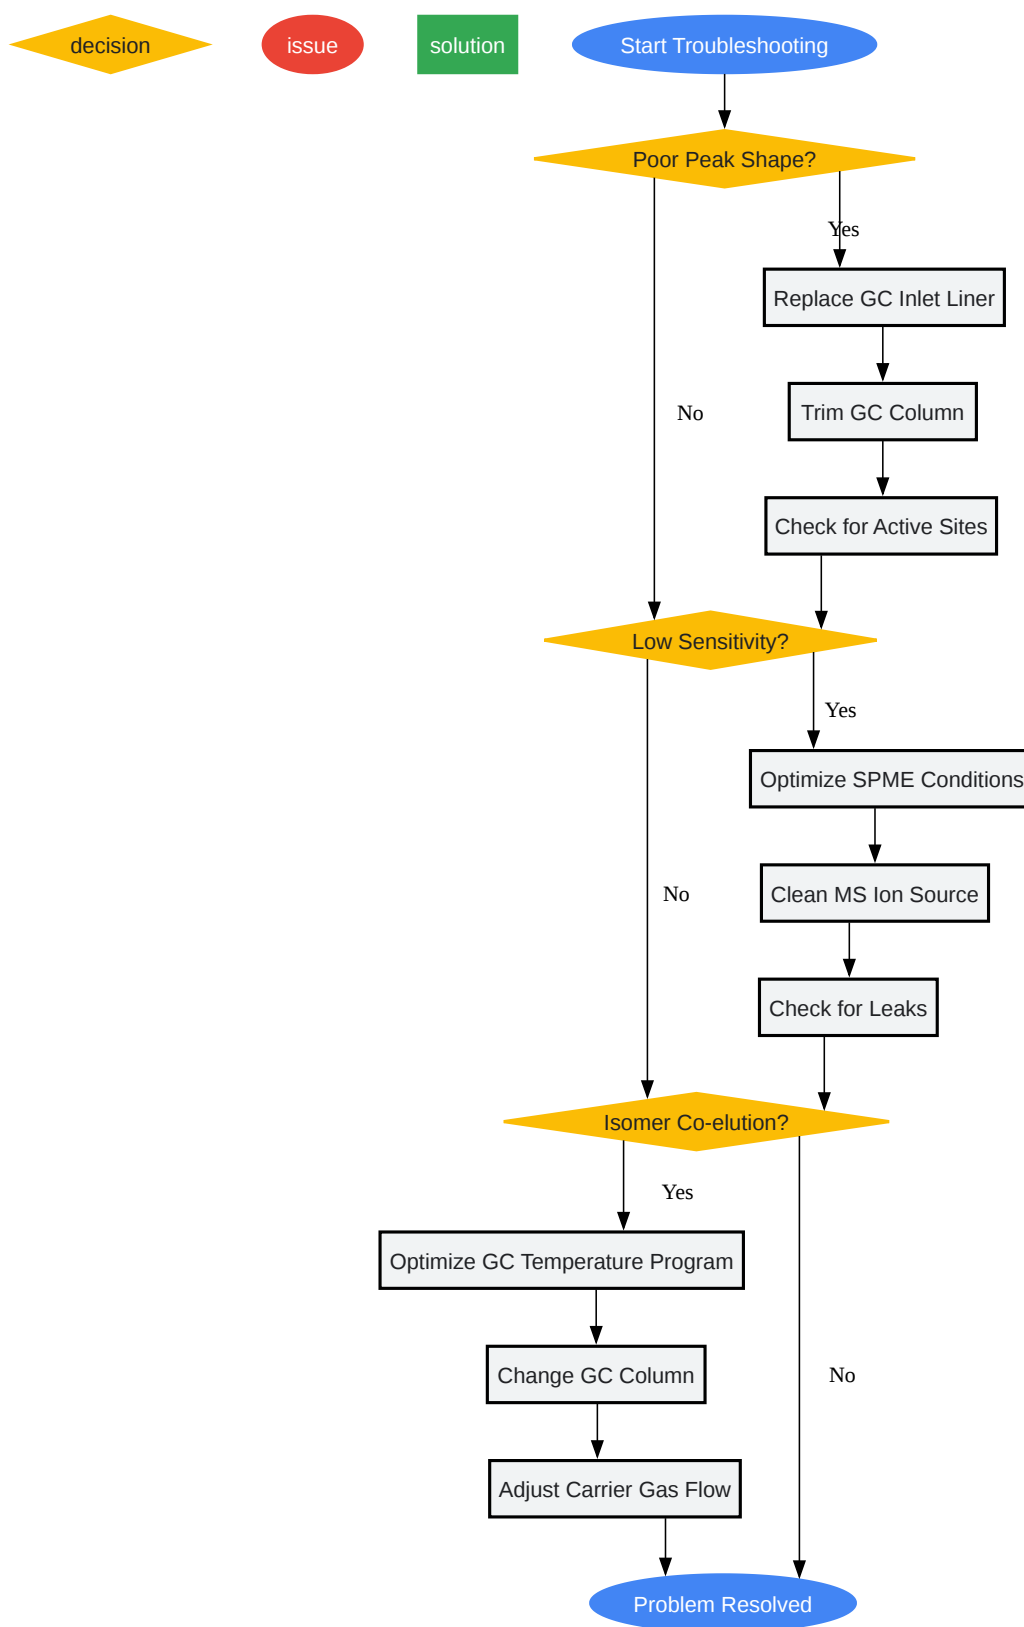 decision
issue
solution
Start Troubleshooting
Poor Peak Shape?
Yes
Replace GC Inlet Liner
No
Trim GC Column
Check for Active Sites
Low Sensitivity?
Yes
Optimize SPME Conditions
No
Clean MS Ion Source
Check for Leaks
Isomer Co-elution?
Yes
Optimize GC Temperature Program
Change GC Column
No
Adjust Carrier Gas Flow
Problem Resolved